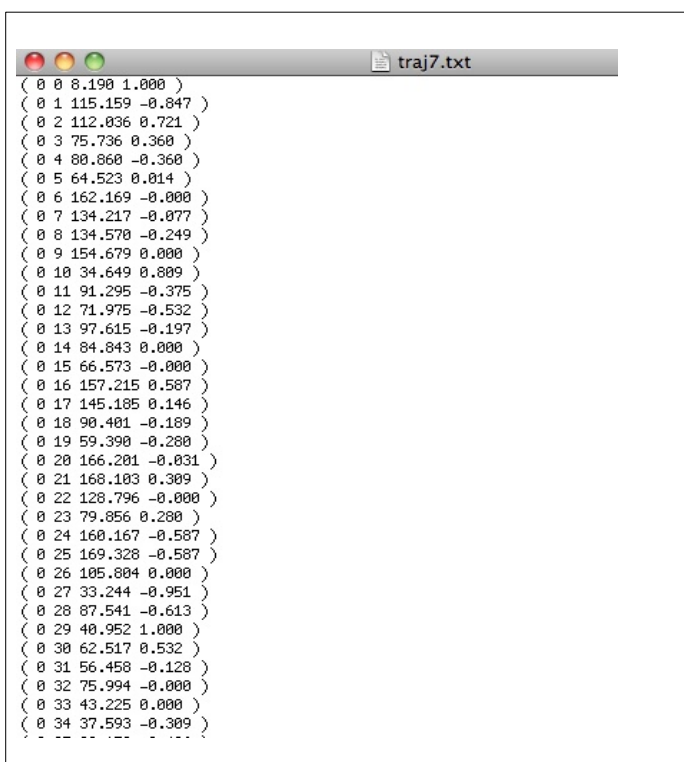 traj7.txt
( 0 0 8.190 1.000 )
( 0 1 115.159 -0.847 )
( 0 2 112.036 0.721 )
( 0 3 75.736 0.360 )
( 0 4 80.860 -0.360 )
( 0 5 64.523 0.014 )
( 0 6 162.169 -0.000 )
( 0 7 134.217 -0.077 )
( 0 8 134.570 -0.249 )
( 0 9 154.679 0.000 )
( 0 10 34.649 0.809 )
( 0 11 91.295 -0.375 )
( 0 12 71.975 -0.532 )
( 0 13 97.615 -0.197 )
( 0 14 84.843 0.000 )
( 0 15 66.573 -0.000 )
( 0 16 157.215 0.587 )
( 0 17 145.185 0.146 )
( 0 18 90.401 -0.189 )
( 0 19 59.390 -0.280 )
( 0 20 166.201 -0.031 )
( 0 21 168.103 0.309 )
( 0 22 128.796 -0.000 )
( 0 23 79.856 0.280 )
( 0 24 160.167 -0.587 )
( 0 25 169.328 -0.587 )
( 0 26 105.804 0.000 )
( 0 27 33.244 -0.951 )
( 0 28 87.541 -0.613 )
( 0 29 40.952 1.000 )
( 0 30 62.517 0.532 )
( 0 31 56.458 -0.128 )
( 0 32 75.994 -0.000 )
( 0 33 43.225 0.000 )
( 0 34 37.593 -0.309 )